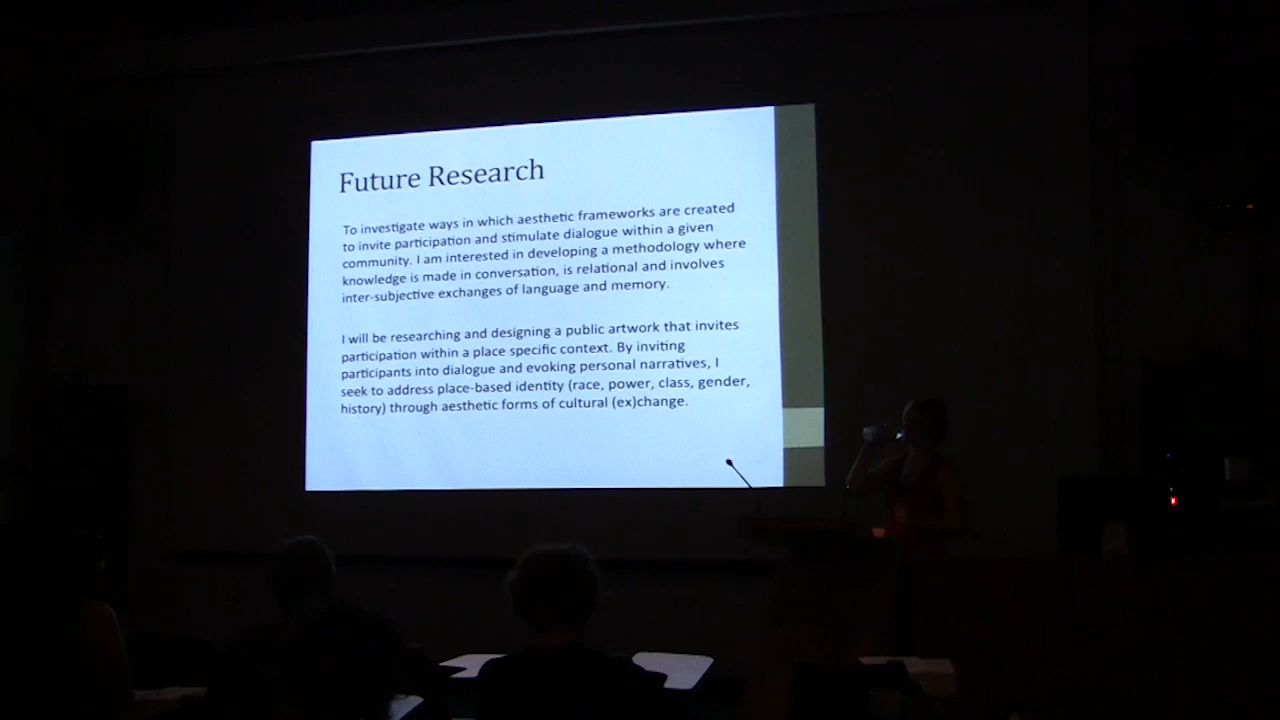 Future Research
To investigate ways in which aesthetic frameworks are created
to invite participation and stimulate dialogue within a given
community. I am interested in developing a methodology where
knowledge is made in conversation, is relational and involves
inter-subjective exchanges of language and memory.
I will be researching and designing a public artwork that invites
participation within a place specific context. By inviting
participants into dialogue and evoking personal narratives, I
seek to address place-based identity (race, power, class, gender,
history) through aesthetic forms of cultural (ex)change.